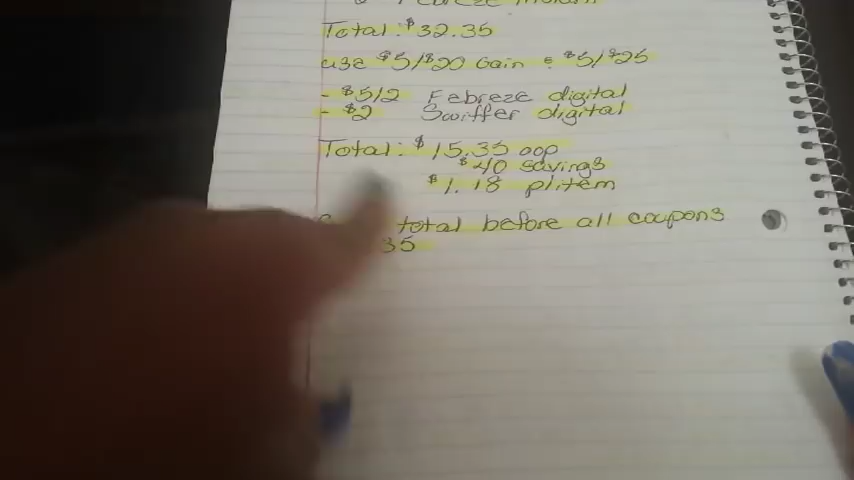 Febreze
Total: $32.35
use $5/$20 Gain & $5/$25
- $5/2 Febreze digital
- $2 Swiffer digital
Total: $15.35 oop
$40 savings
$1.18 p/item
total before all coupons
35